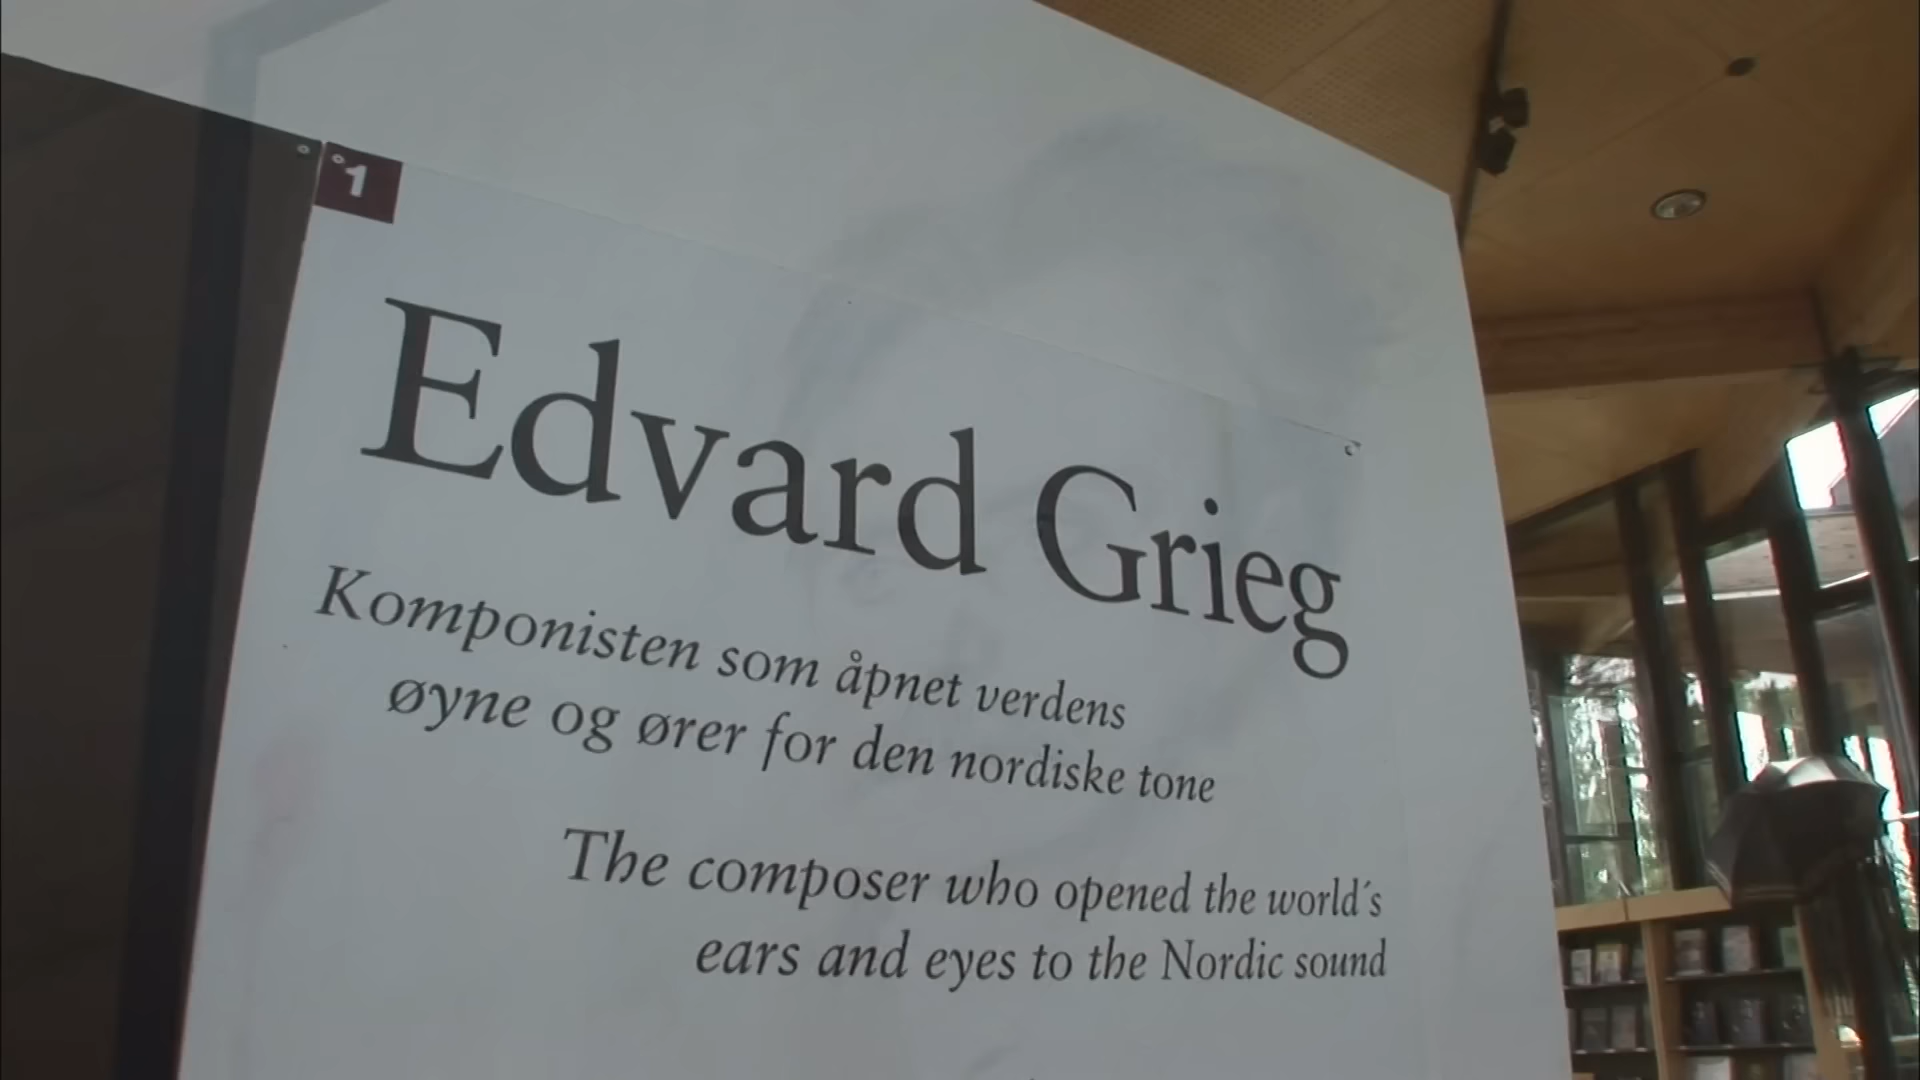 1
Edvard Grieg
Komponisten som åpnet verdens
øyne og ører for den nordiske tone
The composer who opened the world´s
ears and eyes to the Nordic sound